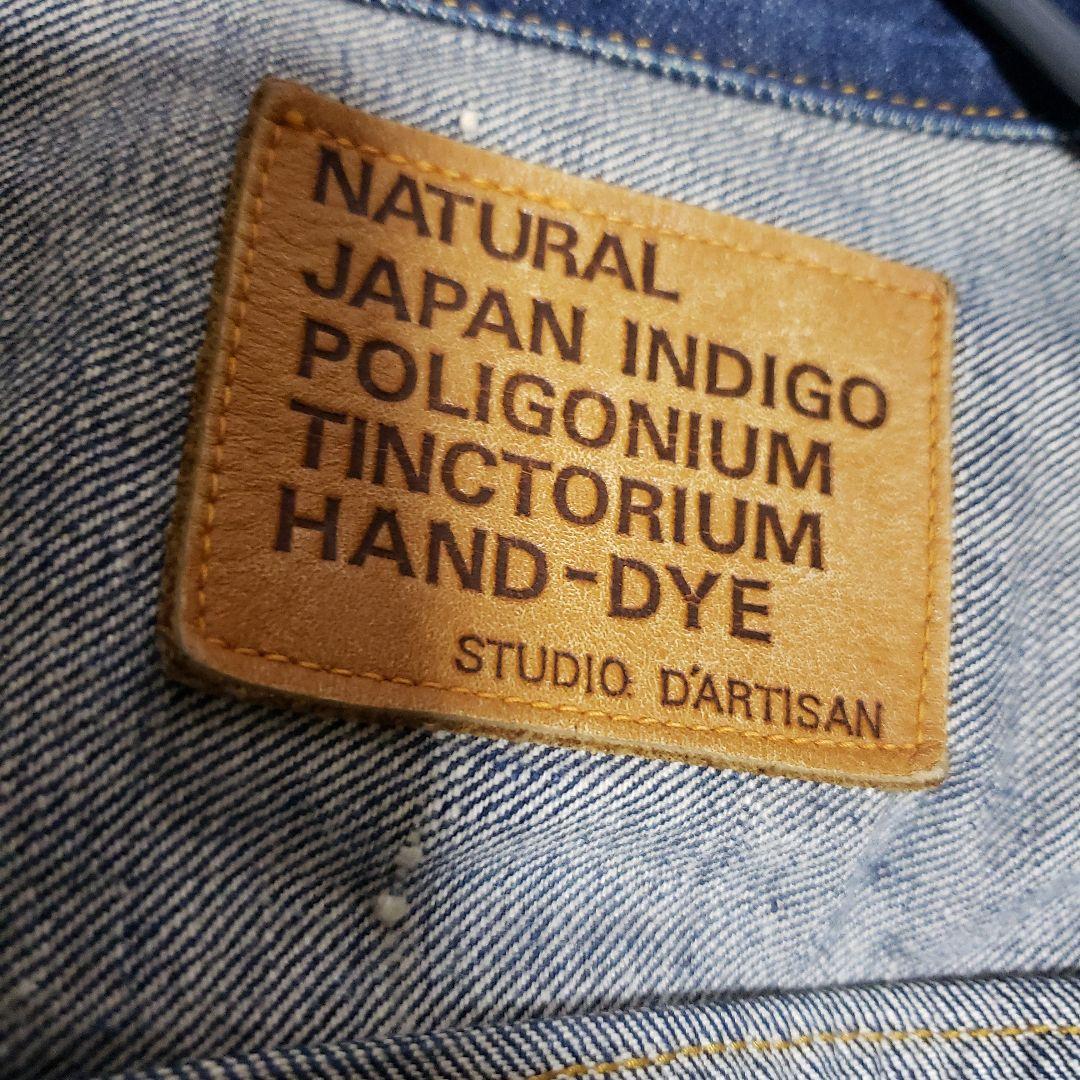 NATURAL
JAPAN INDIGO
POLIGONIUM
TINCTORIUM
HAND-DYE
STUDIO D'ARTISAN